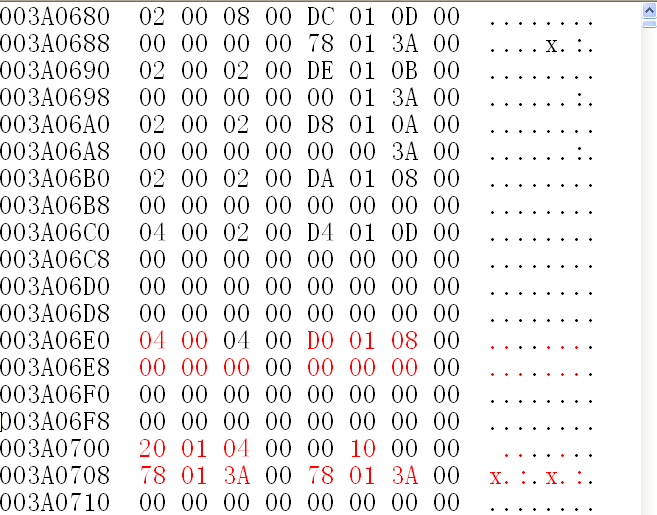 003A0680 02 00 08 00 DC 01 0D 00 ........
003A0688 00 00 00 00 78 01 3A 00 ....x.:.
003A0690 02 00 02 00 DE 01 0B 00 ........
003A0698 00 00 00 00 00 01 3A 00 ......:.
003A06A0 02 00 02 00 D8 01 0A 00 ........
003A06A8 00 00 00 00 00 00 3A 00 ......:.
003A06B0 02 00 02 00 DA 01 08 00 ........
003A06B8 00 00 00 00 00 00 00 00 ........
003A06C0 04 00 02 00 D4 01 0D 00 ........
003A06C8 00 00 00 00 00 00 00 00 ........
003A06D0 00 00 00 00 00 00 00 00 ........
003A06D8 00 00 00 00 00 00 00 00 ........
003A06E0 04 00 04 00 D0 01 08 00 ........
003A06E8 00 00 00 00 00 00 00 00 ........
003A06F0 00 00 00 00 00 00 00 00 ........
003A06F8 00 00 00 00 00 00 00 00 ........
003A0700 20 01 04 00 00 10 00 00  .......
003A0708 78 01 3A 00 78 01 3A 00 x.:.x.:.
003A0710 00 00 00 00 00 00 00 00 ........